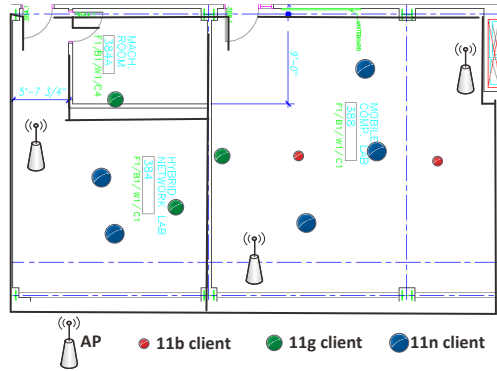 MACH.
ROOM
384A
F1/B1/W1/C4
5'-7 3/4"
9'-0"
MOBILE
COMP. LAB
388
F1/B1/W1/C1
HYBRID
NETWORK LAB
384
F1/B1/W1/C1
AP
11b client
11g client
11n client